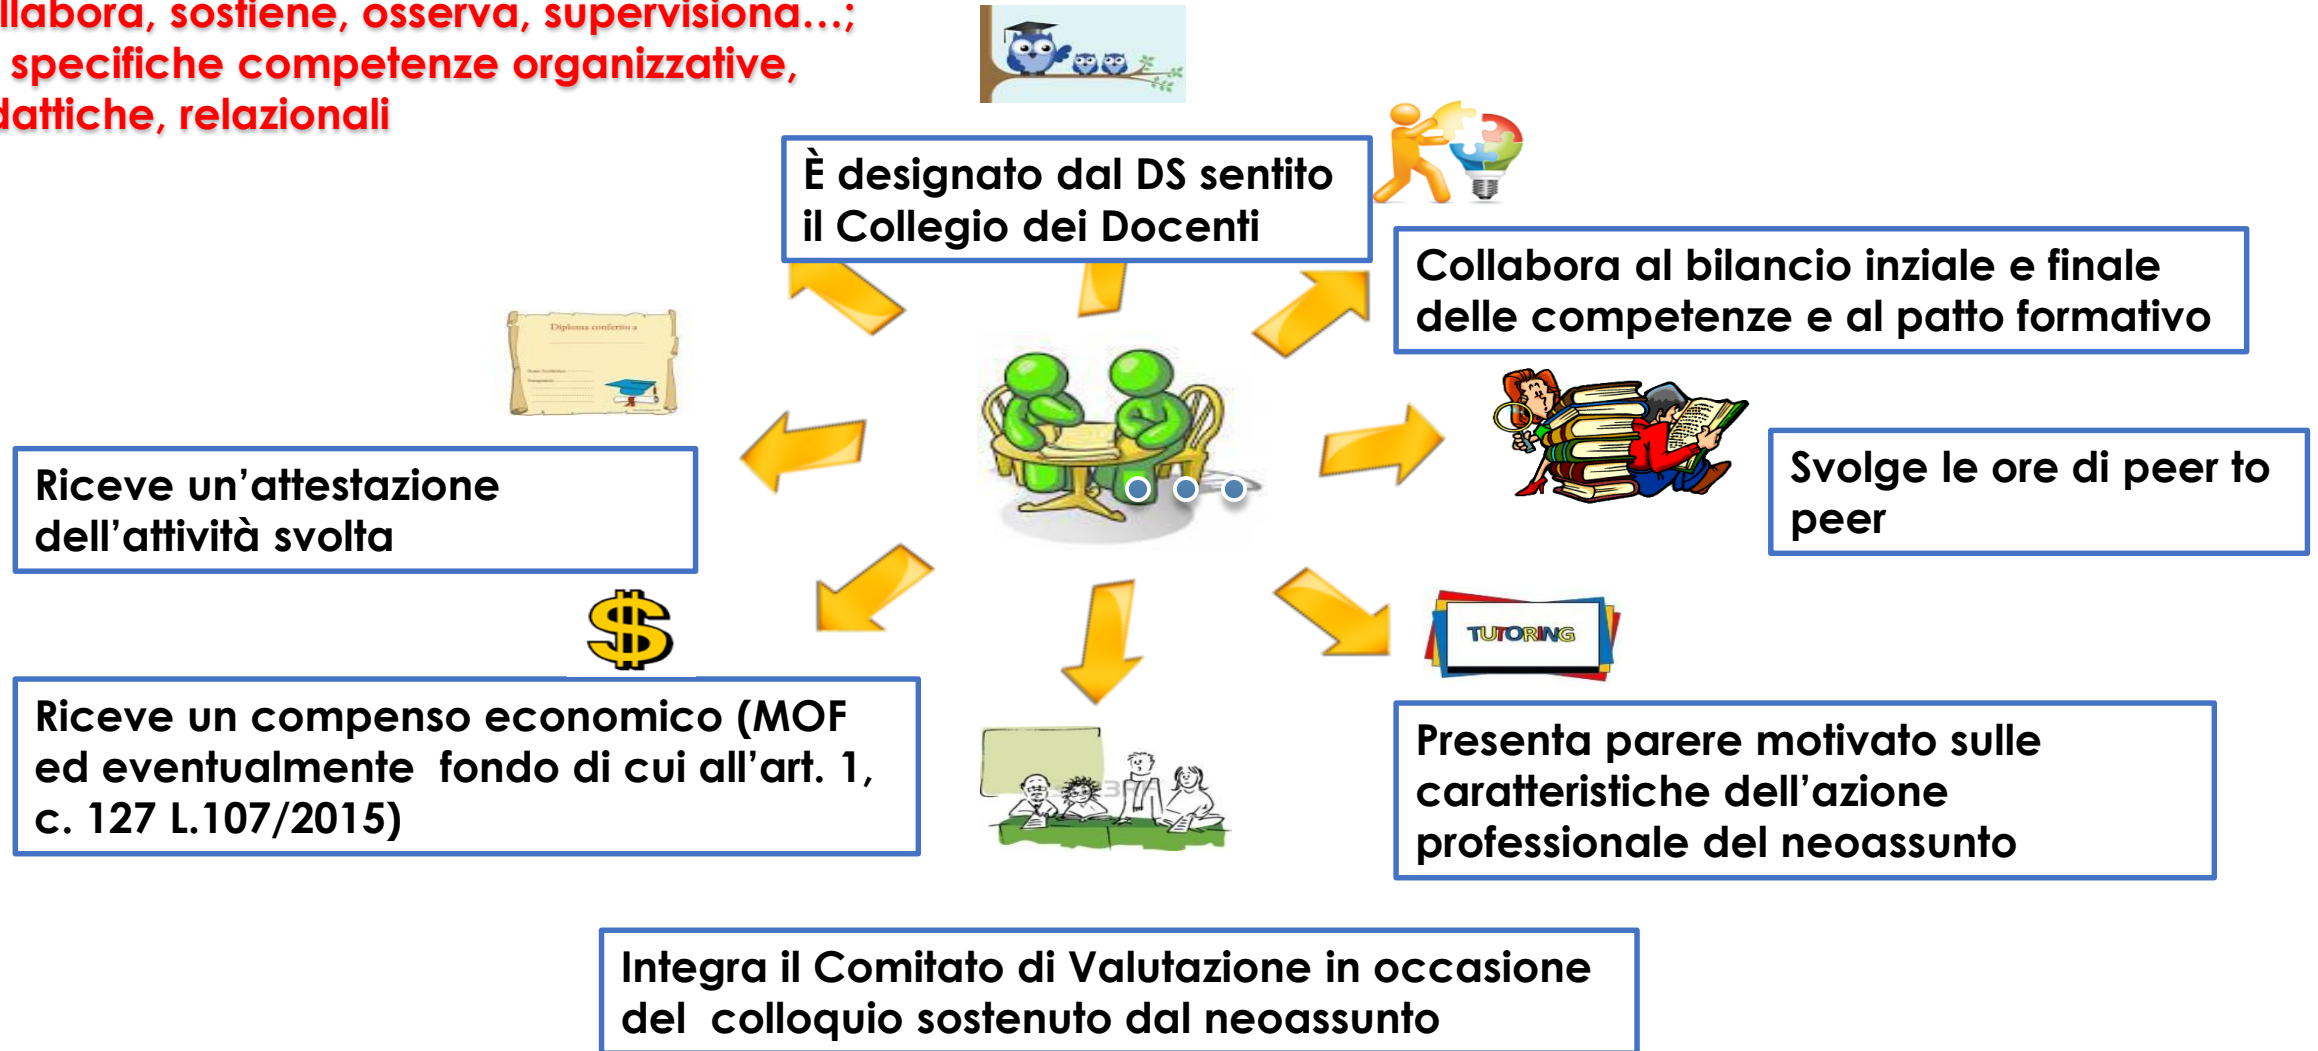 llabora, sostiene, osserva, supervisiona…;
specifiche competenze organizzative,
dattiche, relazionali
È designato dal DS sentito
il Collegio dei Docenti
Collabora al bilancio inziale e finale
delle competenze e al patto formativo
Diploma conferito a
Riceve un’attestazione
dell’attività svolta
Svolge le ore di peer to
peer
TUTORING
Riceve un compenso economico (MOF
ed eventualmente fondo di cui all’art. 1,
c. 127 L.107/2015)
Presenta parere motivato sulle
caratteristiche dell’azione
professionale del neoassunto
Integra il Comitato di Valutazione in occasione
del colloquio sostenuto dal neoassunto